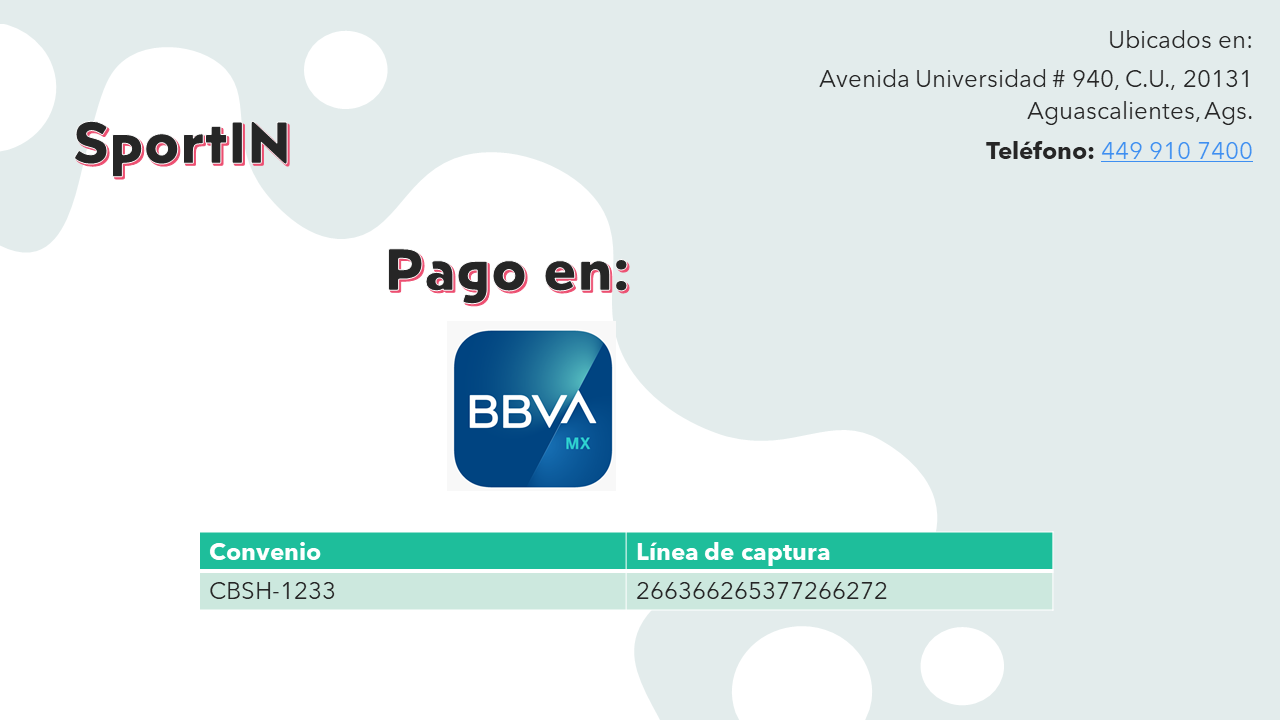 Ubicados en:
Avenida Universidad # 940, C.U., 20131
Aguascalientes, Ags.
Teléfono: 449 910 7400
SportIN
Pago en:
BBVA
MX
Convenio Línea de captura
CBSH-1233 266366265377266272